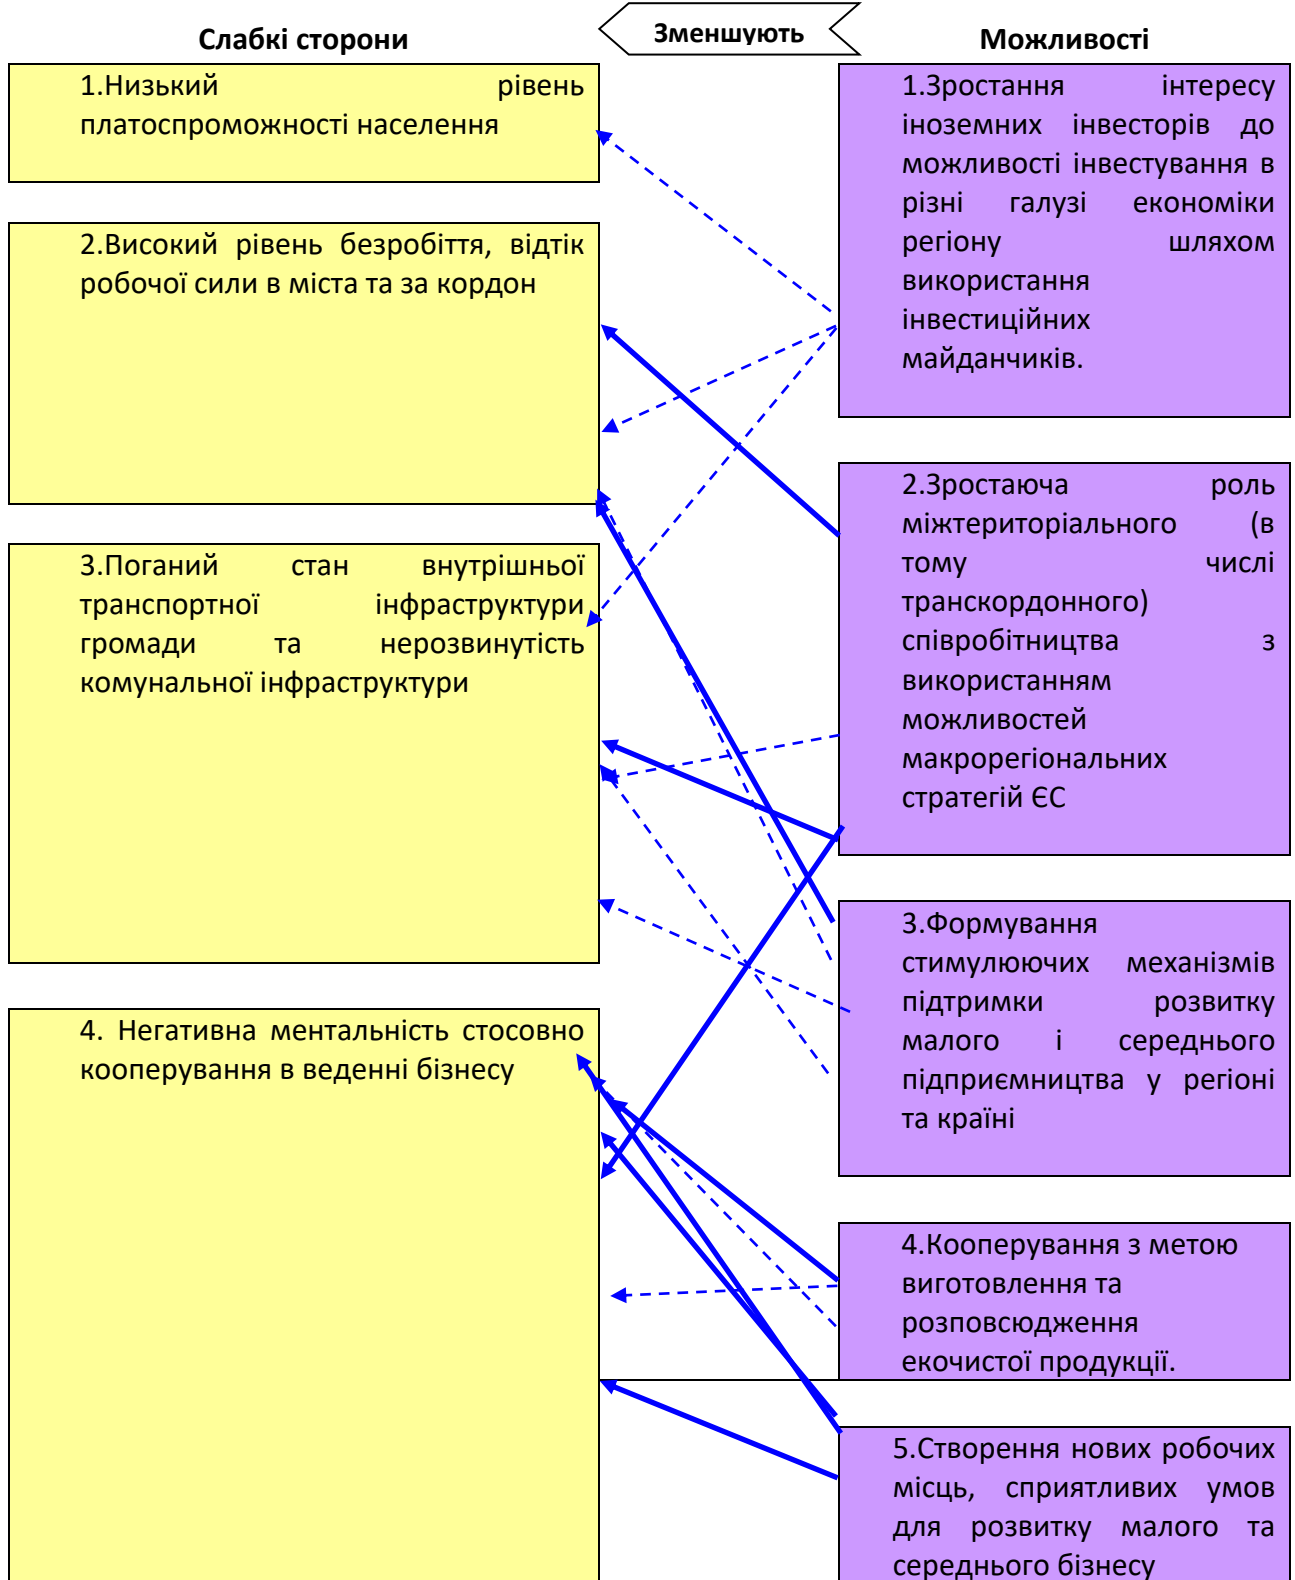 Зменшують
Слабкі сторони
Можливості
1.Низький рівень
платоспроможності населення
2.Високий рівень безробіття, відтік
робочої сили в міста та за кордон
3.Поганий стан внутрішньої
транспортної інфраструктури
громади та нерозвинутість
комунальної інфраструктури
4. Негативна ментальність стосовно
кооперування в веденні бізнесу
1.Зростання інтересу
іноземних інвесторів до
можливості інвестування в
різні галузі економіки
регіону шляхом
використання
інвестиційних
майданчиків.
2.Зростаюча роль
міжтериторіального (в
тому числі
транскордонного)
співробітництва з
використанням
можливостей
макрорегіональних
стратегій ЄС
3.Формування
стимулюючих механізмів
підтримки розвитку
малого і середнього
підприємництва у регіоні
та країні
4.Кооперування з метою
виготовлення та
розповсюдження
екочистої продукції.
5.Створення нових робочих
місць, сприятливих умов
для розвитку малого та
середнього бізнесу